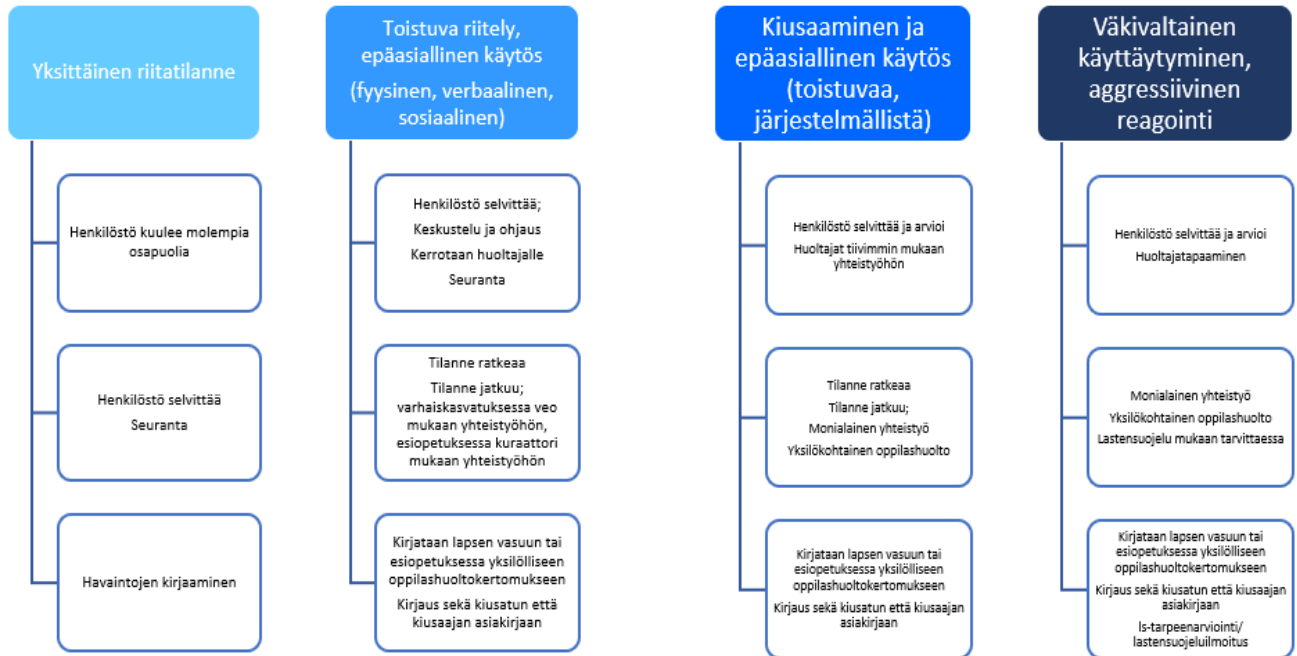 Yksittäinen riitatilanne
Henkilöstö kuulee molempia
osapuolia
Henkilöstö selvittää
Seuranta
Havaintojen kirjaaminen
Toistuva riitely,
epäasiallinen käytös
(fyysinen, verbaalinen,
sosiaalinen)
Henkilöstö selvittää;
Keskustelu ja ohjaus
Kerrotaan huoltajalle
Seuranta
Tilanne ratkeaa
Tilanne jatkuu;
varhaiskasvatuksessa veo
mukaan yhteistyöhön,
esiopetuksessa kuraattori
mukaan yhteistyöhön
Kirjataan lapsen vasuun tai
esiopetuksessa yksilölliseen
oppilashuoltokertomukseen
Kirjaus sekä kiusatun että
kiusaajan asiakirjaan
Kiusaaminen ja
epäasiallinen käytös
(toistuvaa,
järjestelmällistä)
Henkilöstö selvittää ja arvioi
Huoltajat tiivimmin mukaan
yhteistyöhön
Tilanne ratkeaa
Tilanne jatkuu;
Monialainen yhteistyö
Yksilökohtainen oppilashuolto
Kirjataan lapsen vasuun tai
esiopetuksessa yksilölliseen
oppilashuoltokertomukseen
Kirjaus sekä kiusatun että kiusaajan
asiakirjaan
Väkivaltainen
käyttäytyminen,
aggressiivinen
reagointi
Henkilöstö selvittää ja arvioi
Huoltajatapaaminen
Monialainen yhteistyö
Yksilökohtainen oppilashuolto
Lastensuojelu mukaan tarvittaessa
Kirjataan lapsen vasuun tai
esiopetuksessa yksilölliseen
oppilashuoltokertomukseen
Kirjaus sekä kiusatun että kiusaajan
asiakirjaan
ls-tarpeenarviointi/
lastensuojeluilmoitus